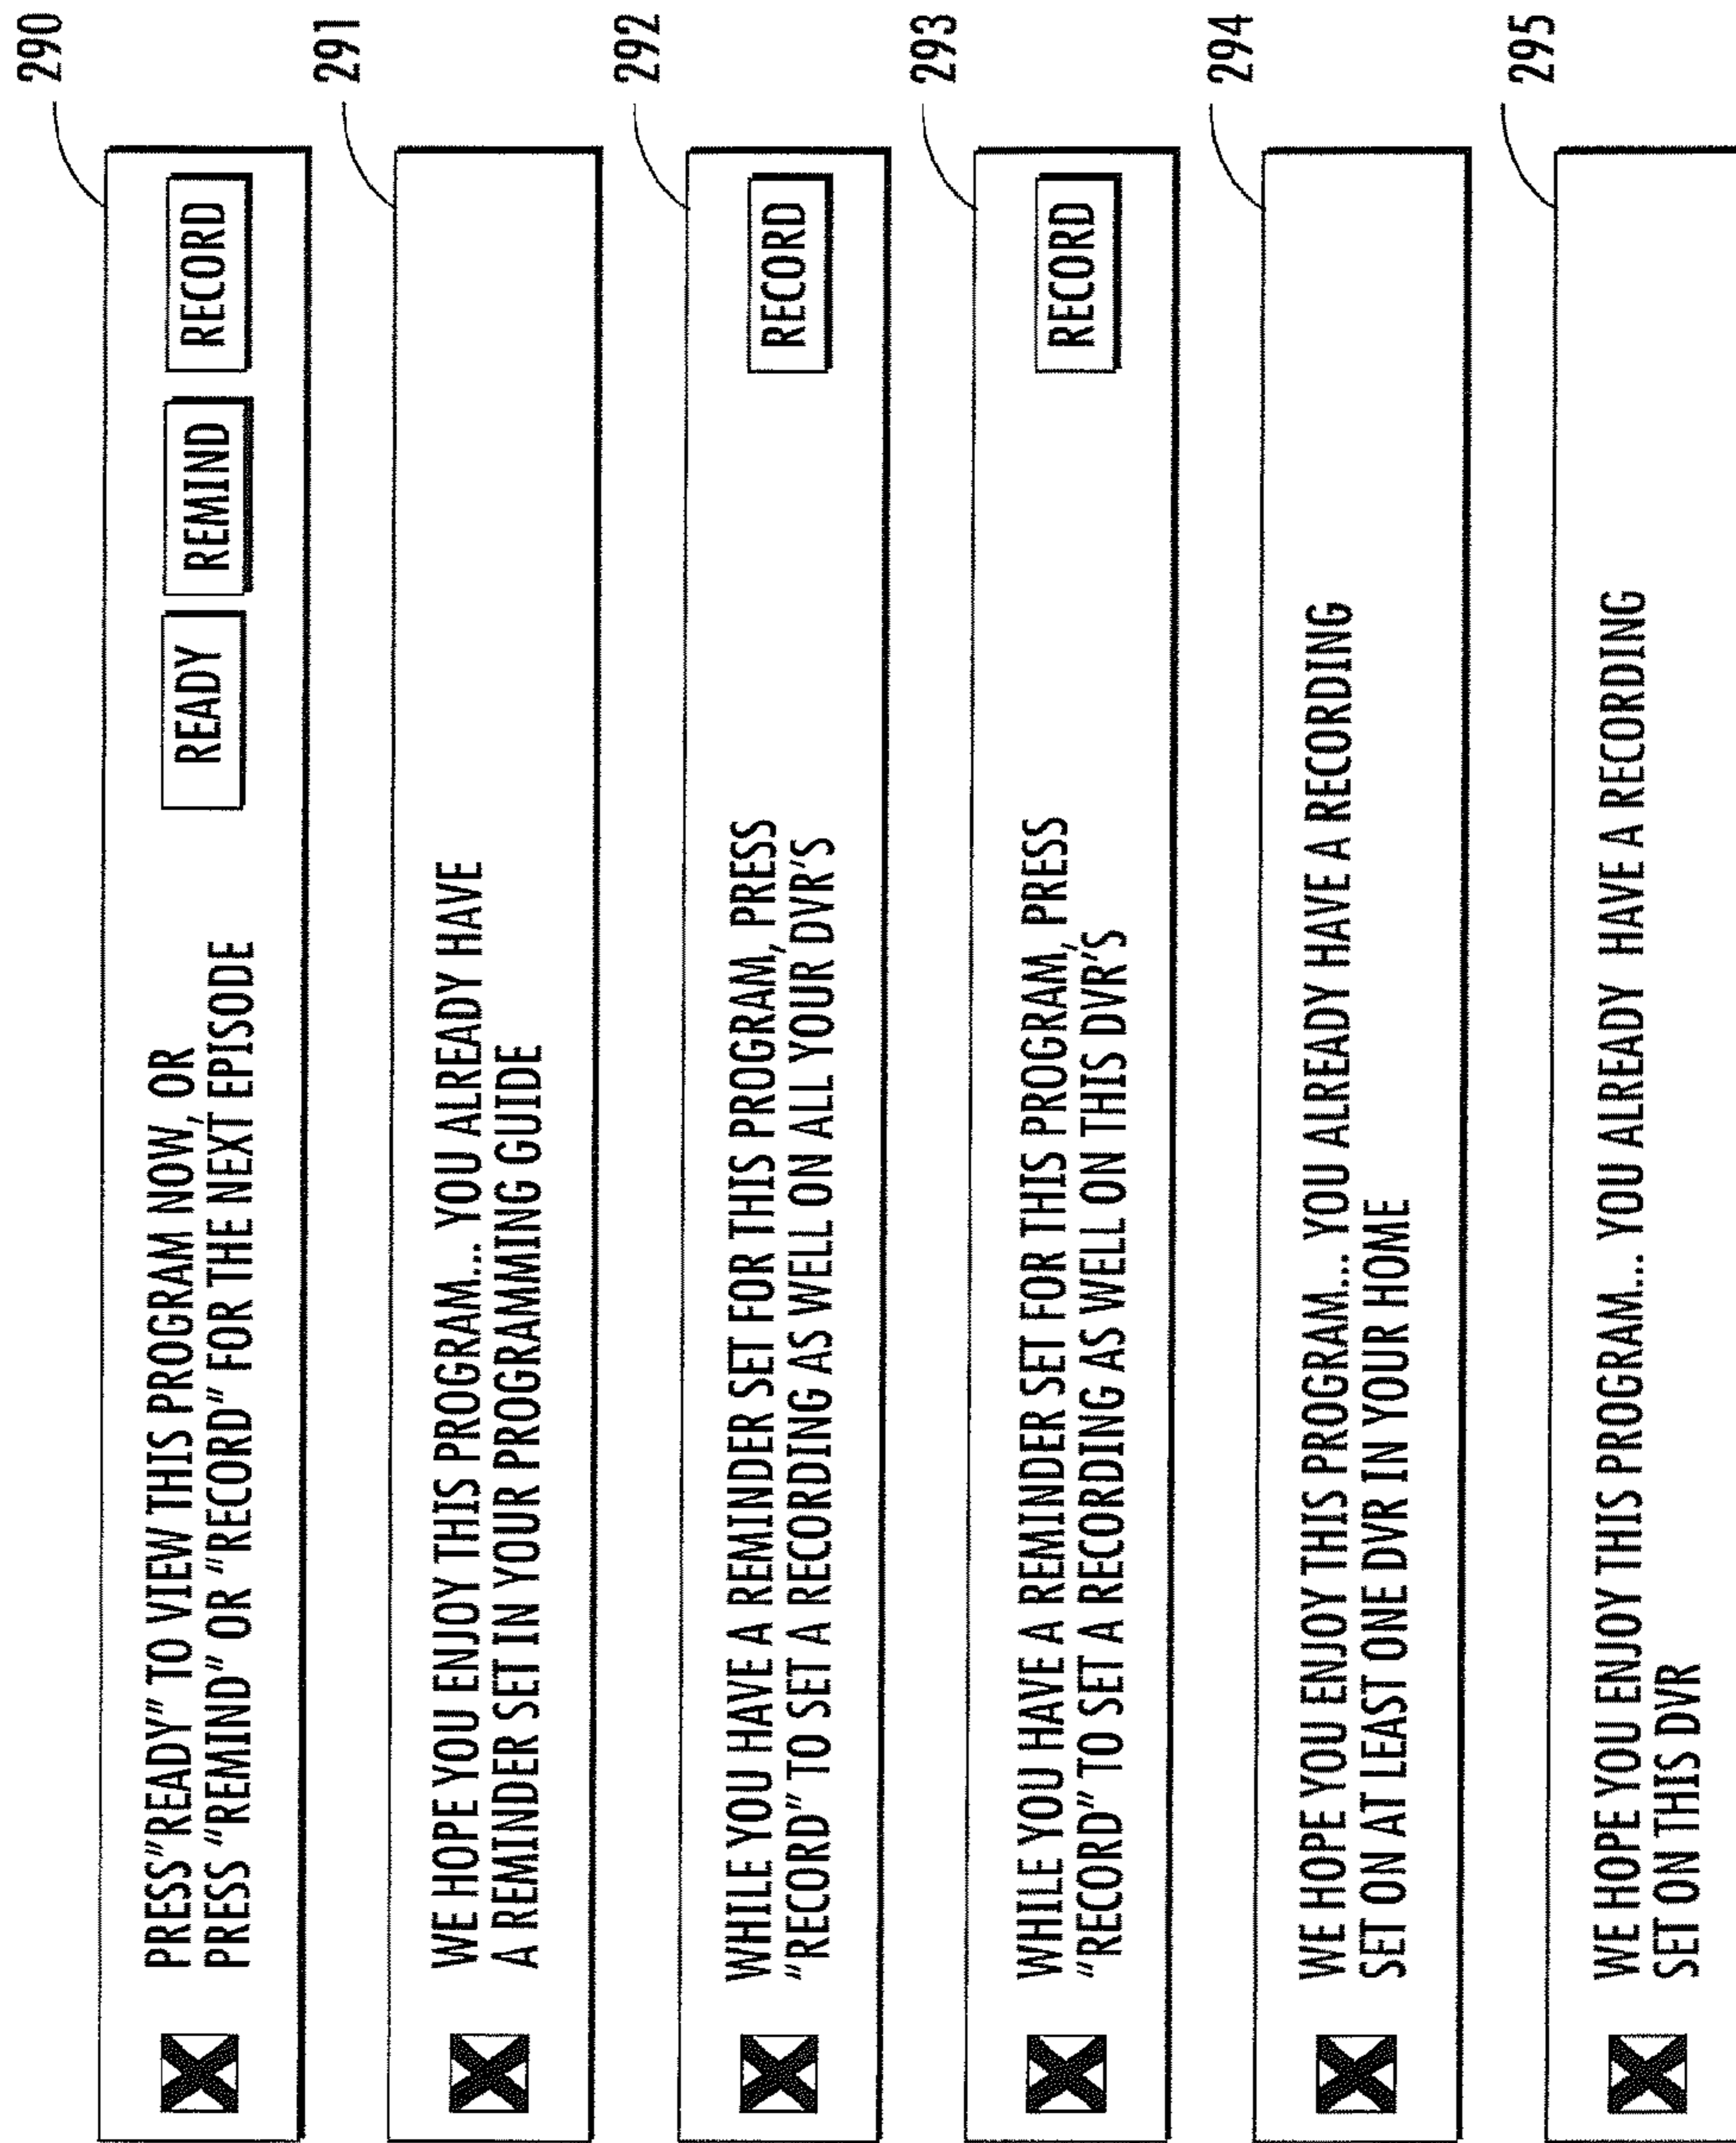 290
PRESS"READY" TO VIEW THIS PROGRAM NOW, OR
PRESS "REMIND" OR "RECORD" FOR THE NEXT EPISODE
READY
REMIND
RECORD
291
WE HOPE YOU ENJOY THIS PROGRAM... YOU ALREADY HAVE
A REMINDER SET IN YOUR PROGRAMMING GUIDE
292
WHILE YOU HAVE A REMINDER SET FOR THIS PROGRAM, PRESS
"RECORD" TO SET A RECORDING AS WELL ON ALL YOUR DVR'S
RECORD
293
WHILE YOU HAVE A REMINDER SET FOR THIS PROGRAM, PRESS
"RECORD" TO SET A RECORDING AS WELL ON THIS DVR'S
RECORD
294
WE HOPE YOU ENJOY THIS PROGRAM... YOU ALREADY HAVE A RECORDING
SET ON AT LEAST ONE DVR IN YOUR HOME
295
WE HOPE YOU ENJOY THIS PROGRAM... YOU ALREADY HAVE A RECORDING
SET ON THIS DVR